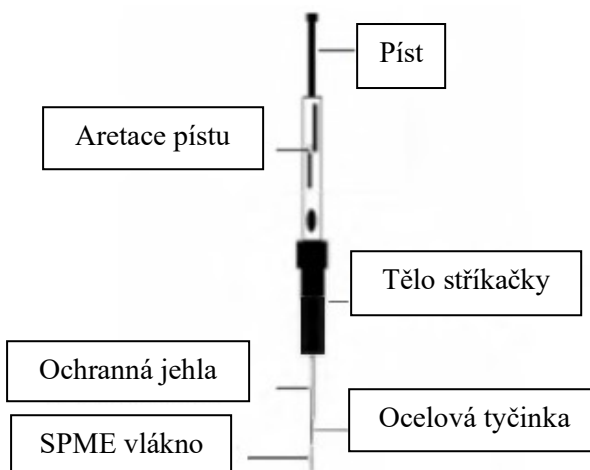 Píst
Aretace pístu
Tělo stříkačky
Ochranná jehla
Ocelová tyčinka
SPME vlákno